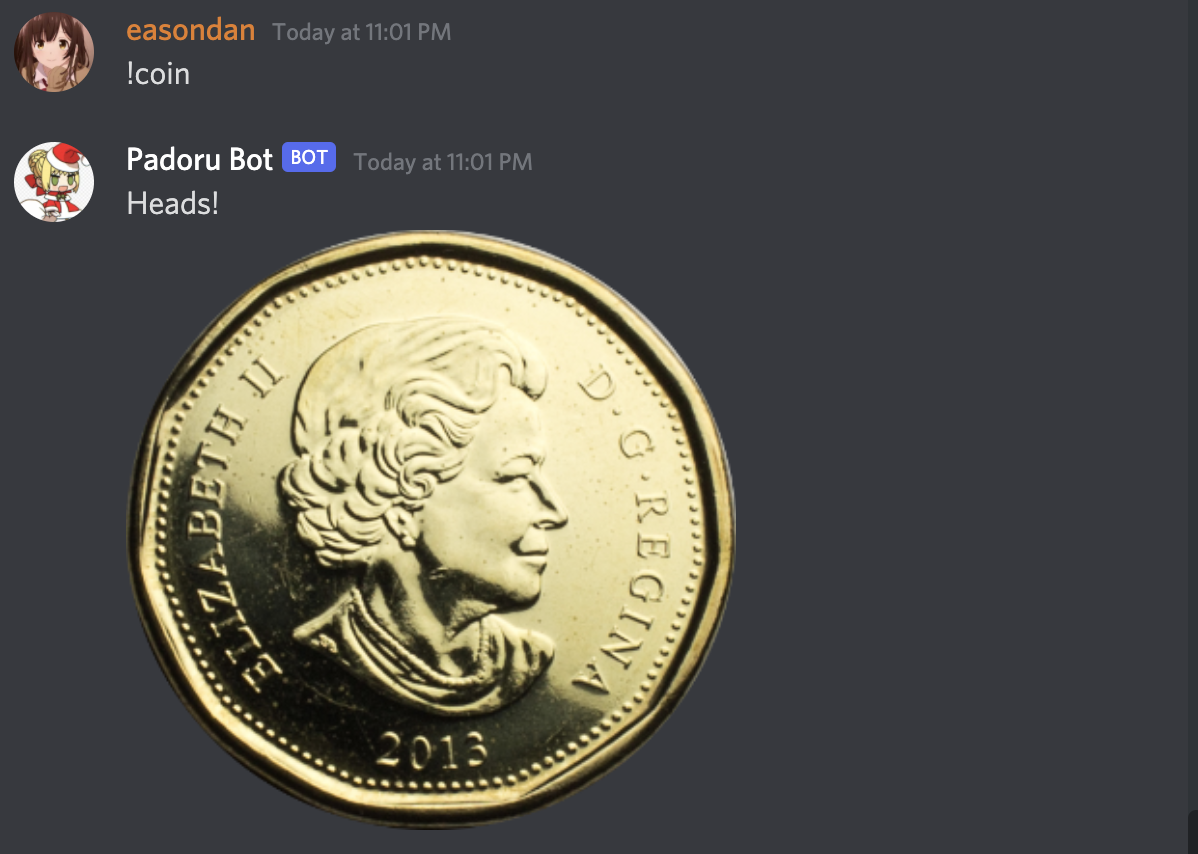 easondan Today at 11:01 PM
!coin
Padoru Bot BOT Today at 11:01 PM
Heads!
ELIZABETH II
D·G·REGINA
2013